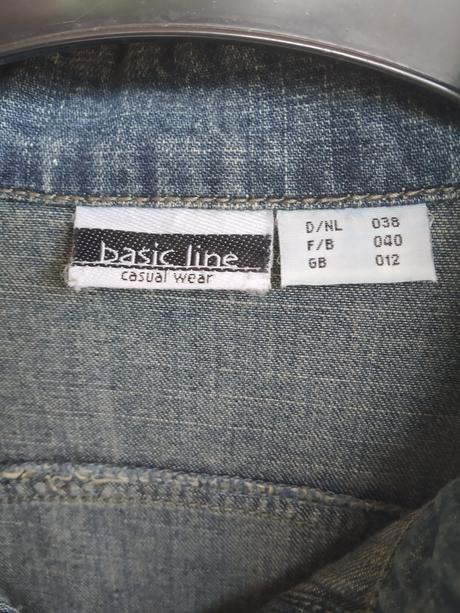 basic line
casual wear
D/NL 038
F/B 040
GB 012